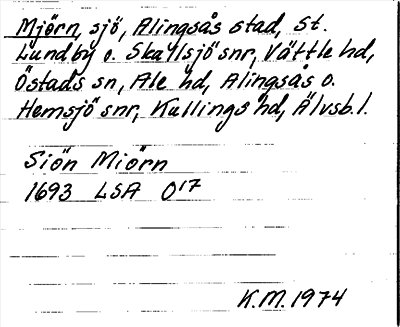 Mjörn, sjö, Alingsås stad, St.
Lundby o. Skallsjö snr, Vättle hd,
Östads sn, Ale hd, Alingsås o.
Hemsjö snr, Kullings hd, Älvsb. l.
Siön Miörn
1693 LSA O17
K.M. 1974